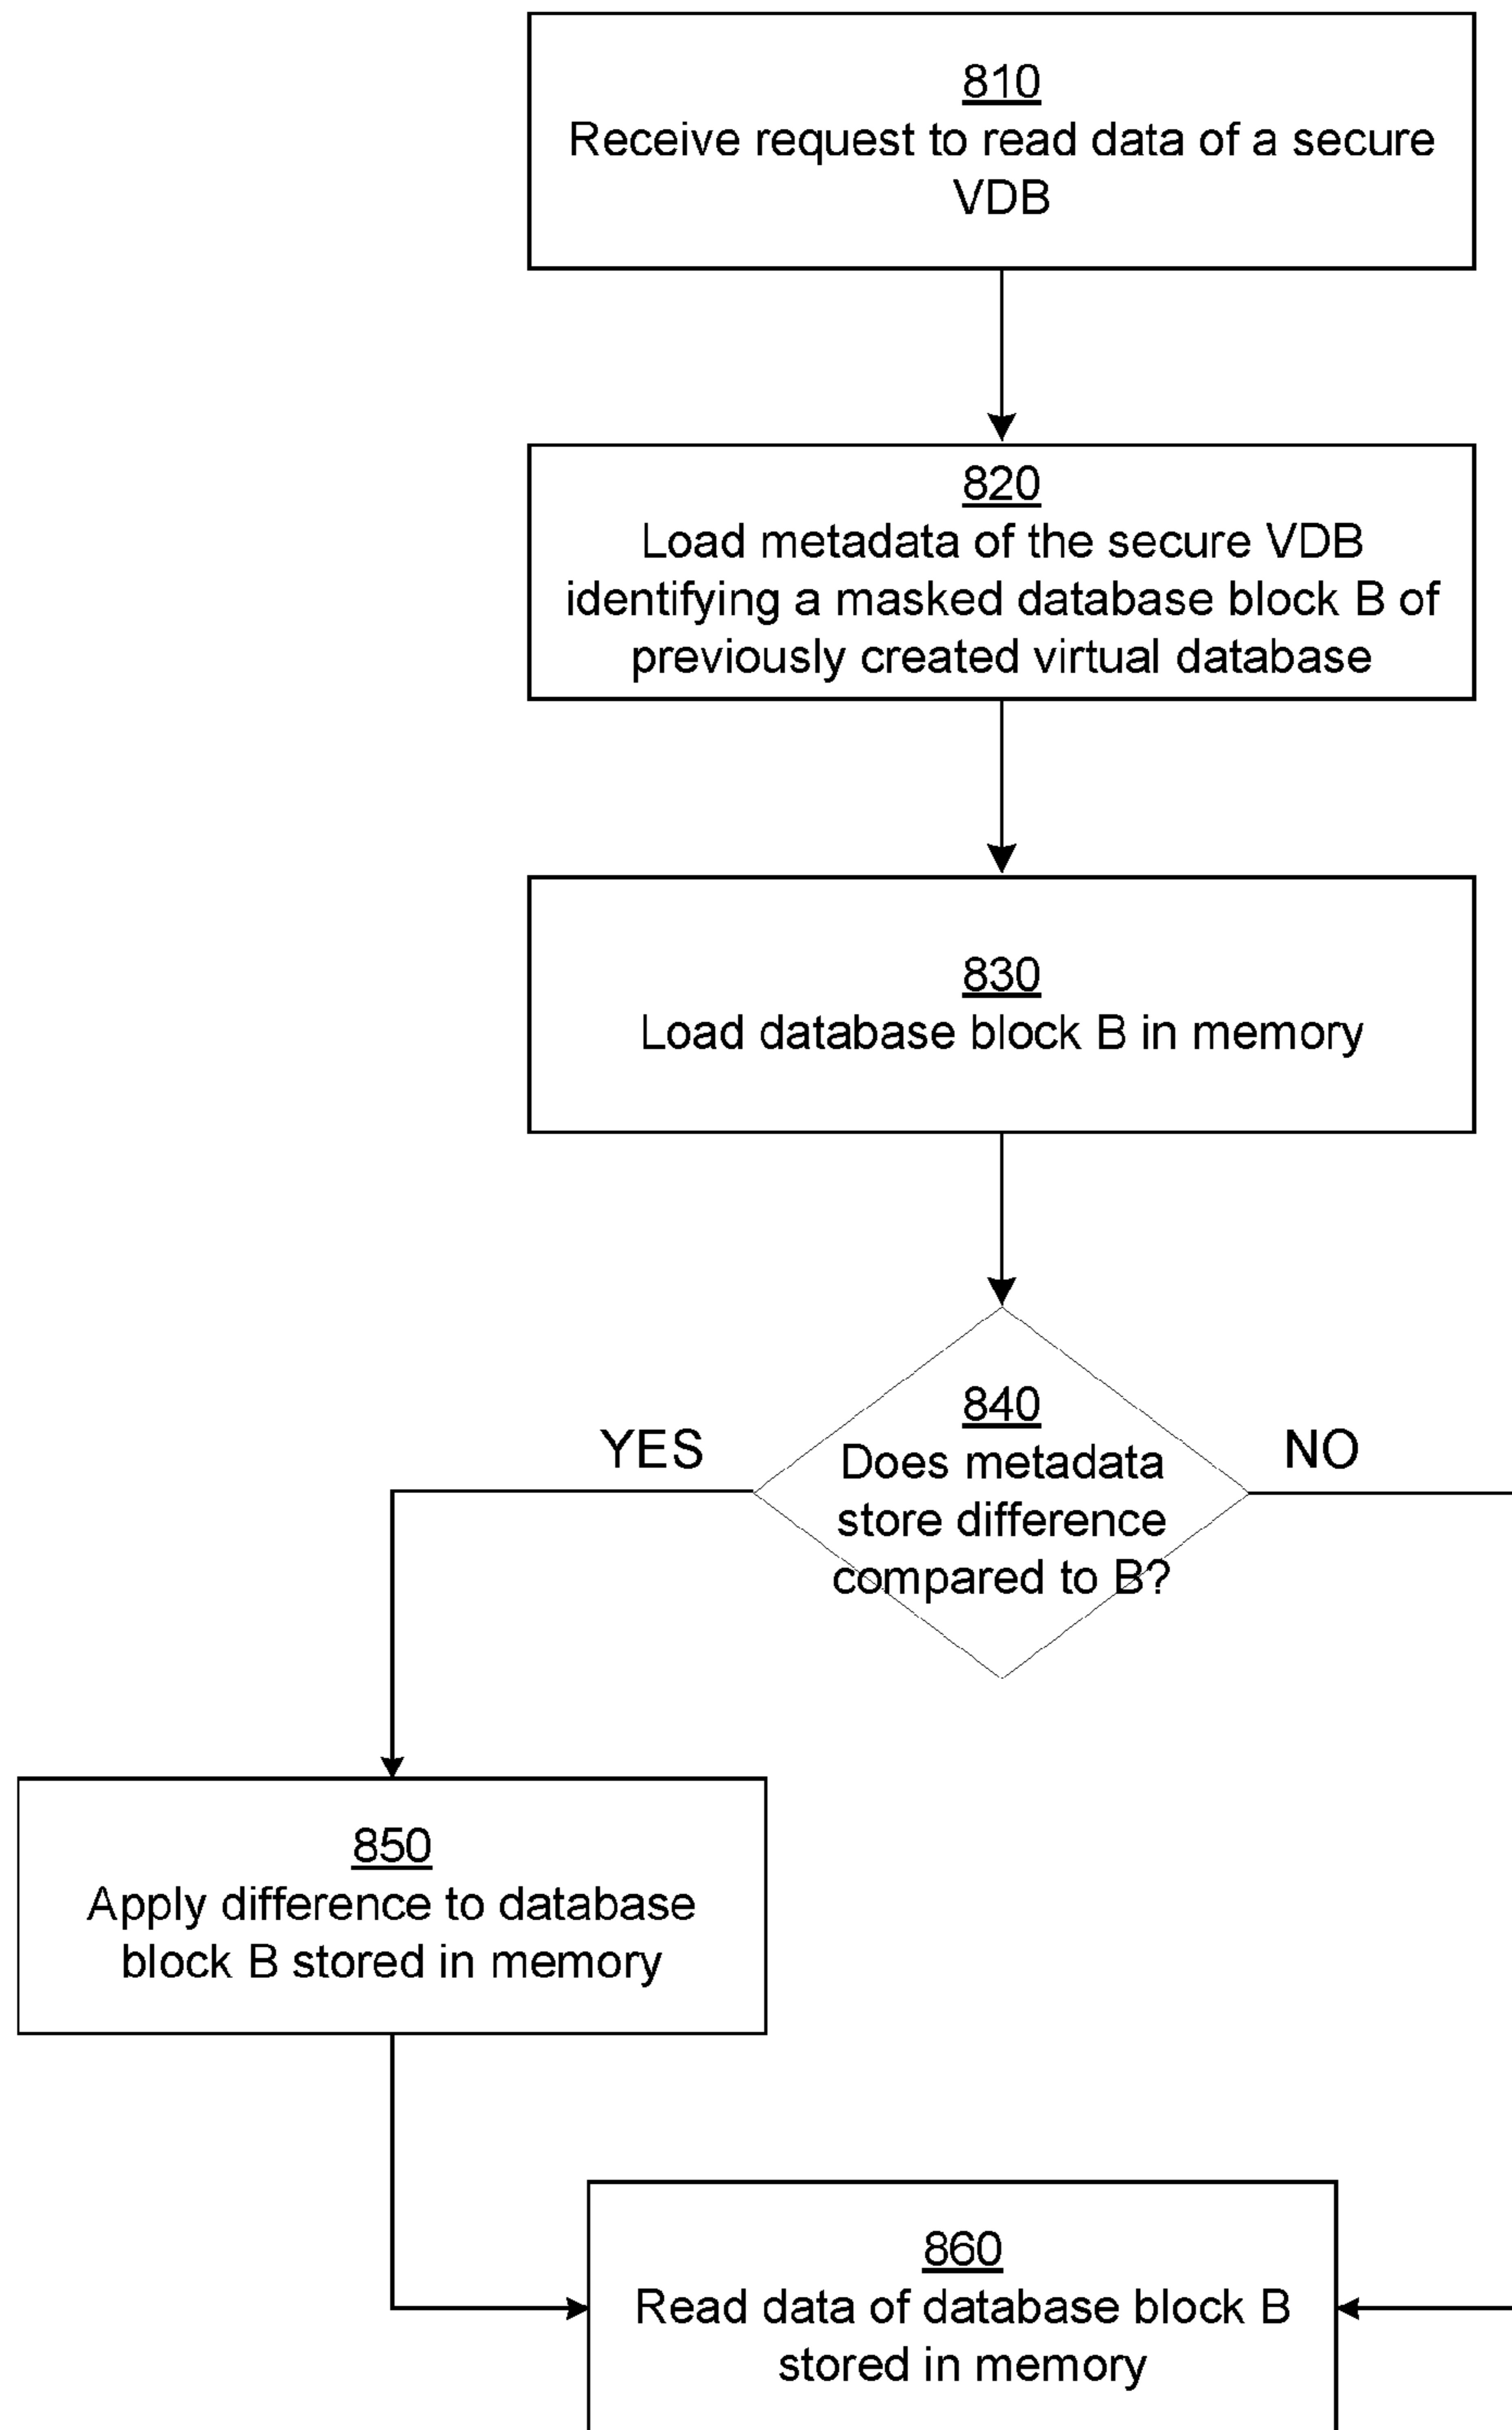 810
Receive request to read data of a secure
VDB
820
Load metadata of the secure VDB
identifying a masked database block B of
previously created virtual database
830
Load database block B in memory
840
Does metadata
store difference
compared to B?
YES
NO
850
Apply difference to database
block B stored in memory
860
Read data of database block B
stored in memory